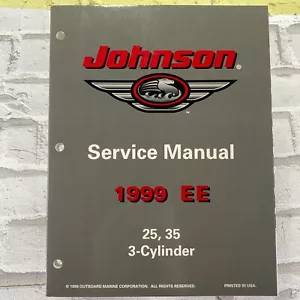 Johnson®
™
Service Manual
1999 EE
25, 35
3-Cylinder
© 1998 OUTBOARD MARINE CORPORATION. ALL RIGHTS RESERVED. PRINTED IN USA.